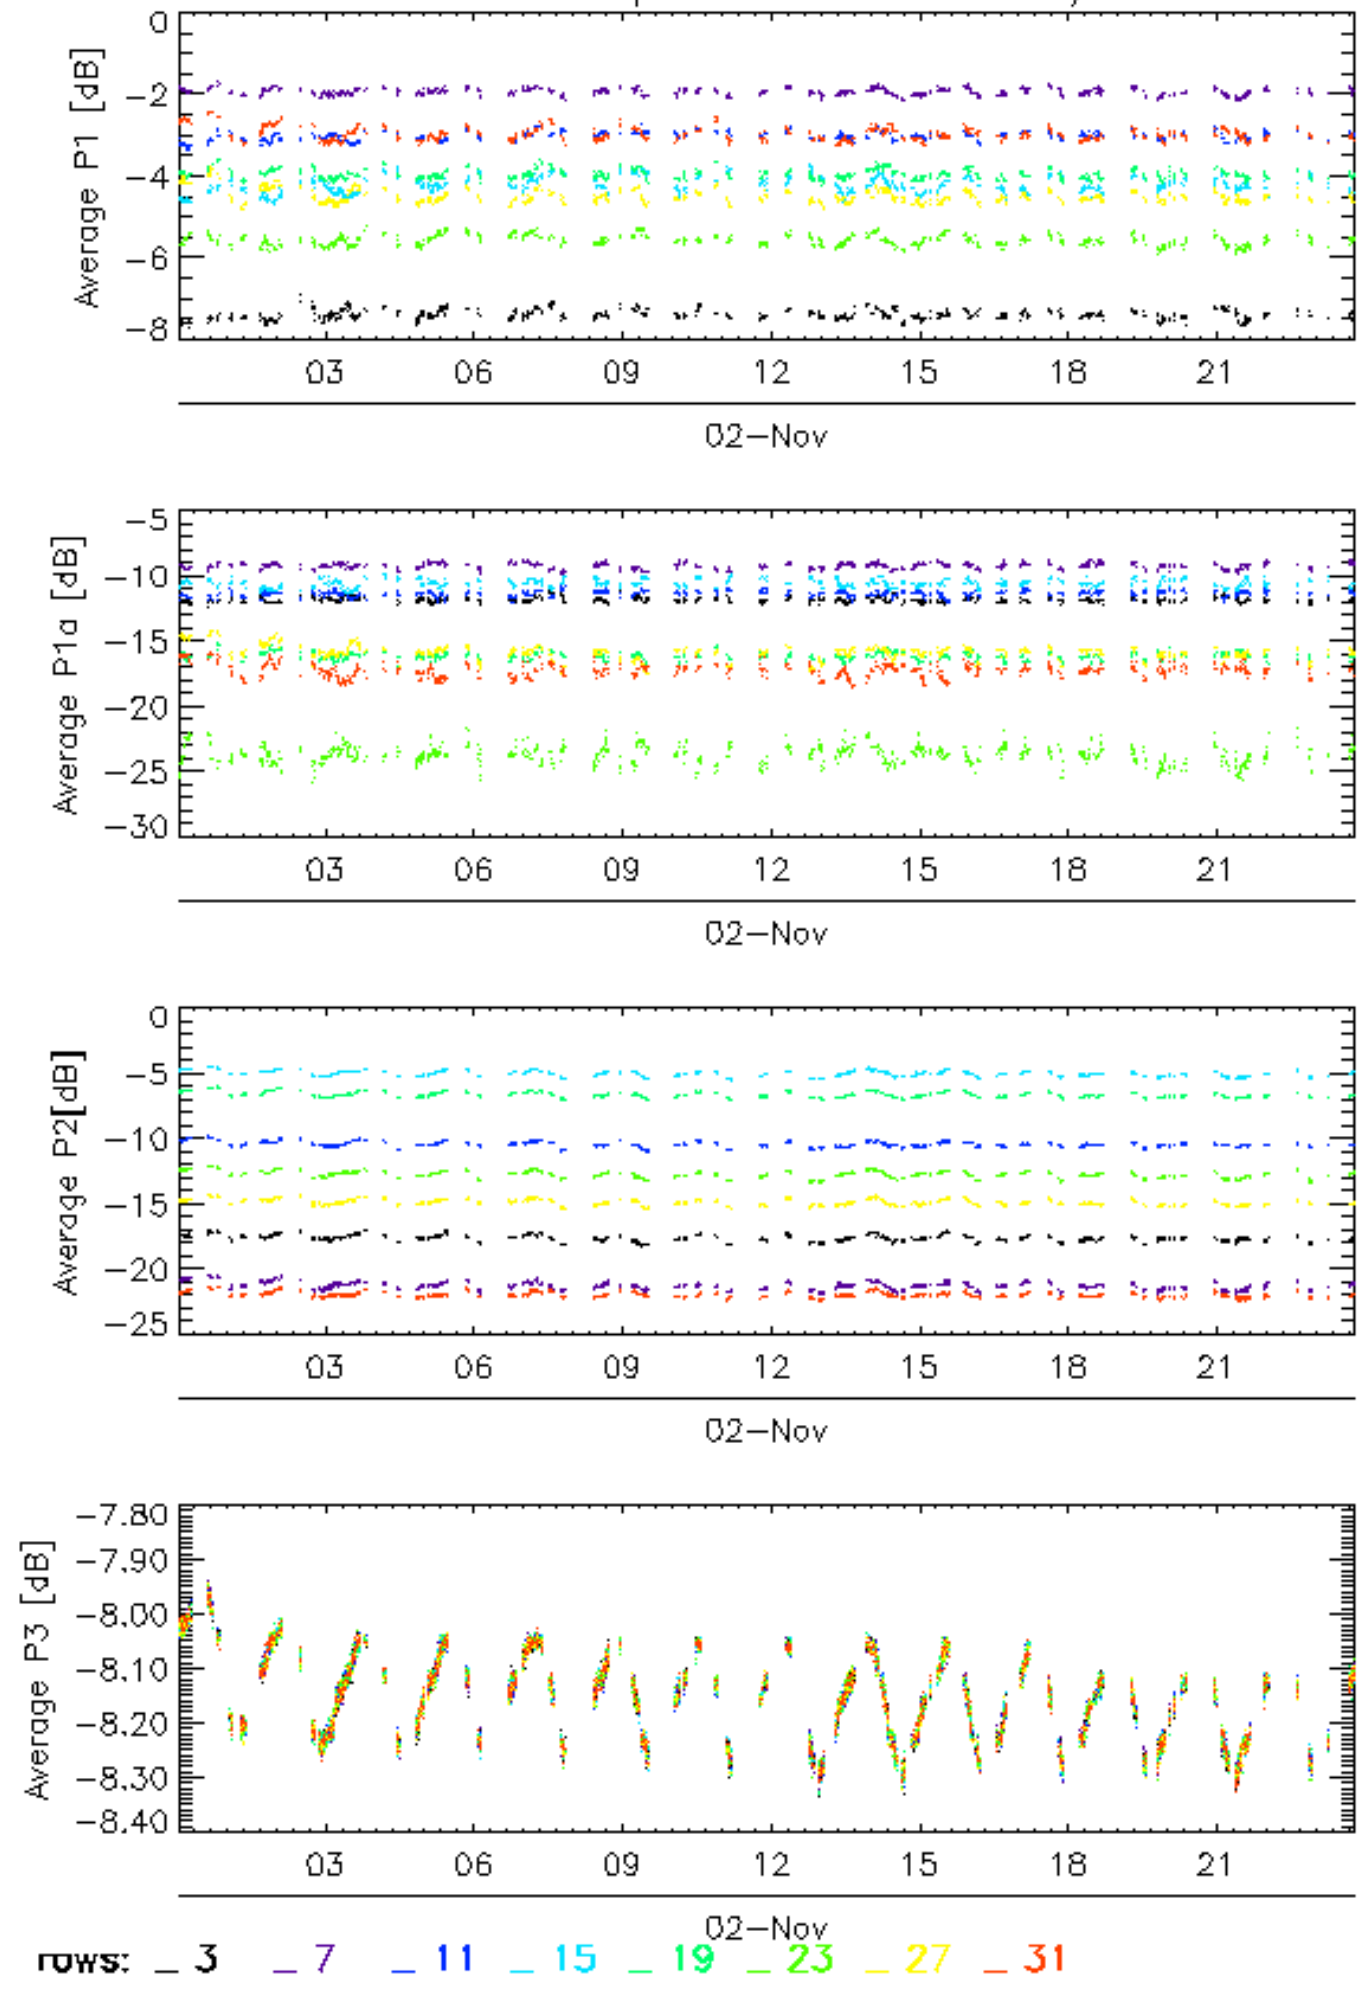 Average P1 [dB]
0
−2
−4
−6
−8
03 06 09 12 15 18 21
02−Nov
Average P1a [dB]
−5
−10
−15
−20
−25
−30
03 06 09 12 15 18 21
02−Nov
Average P2[dB]
0
−5
−10
−15
−20
−25
03 06 09 12 15 18 21
02−Nov
Average P3 [dB]
−7.80
−7.90
−8.00
−8.10
−8.20
−8.30
−8.40
03 06 09 12 15 18 21
02−Nov
rows: _ 3 _ 7 _ 11 _ 15 _ 19 _ 23 _ 27 _ 31